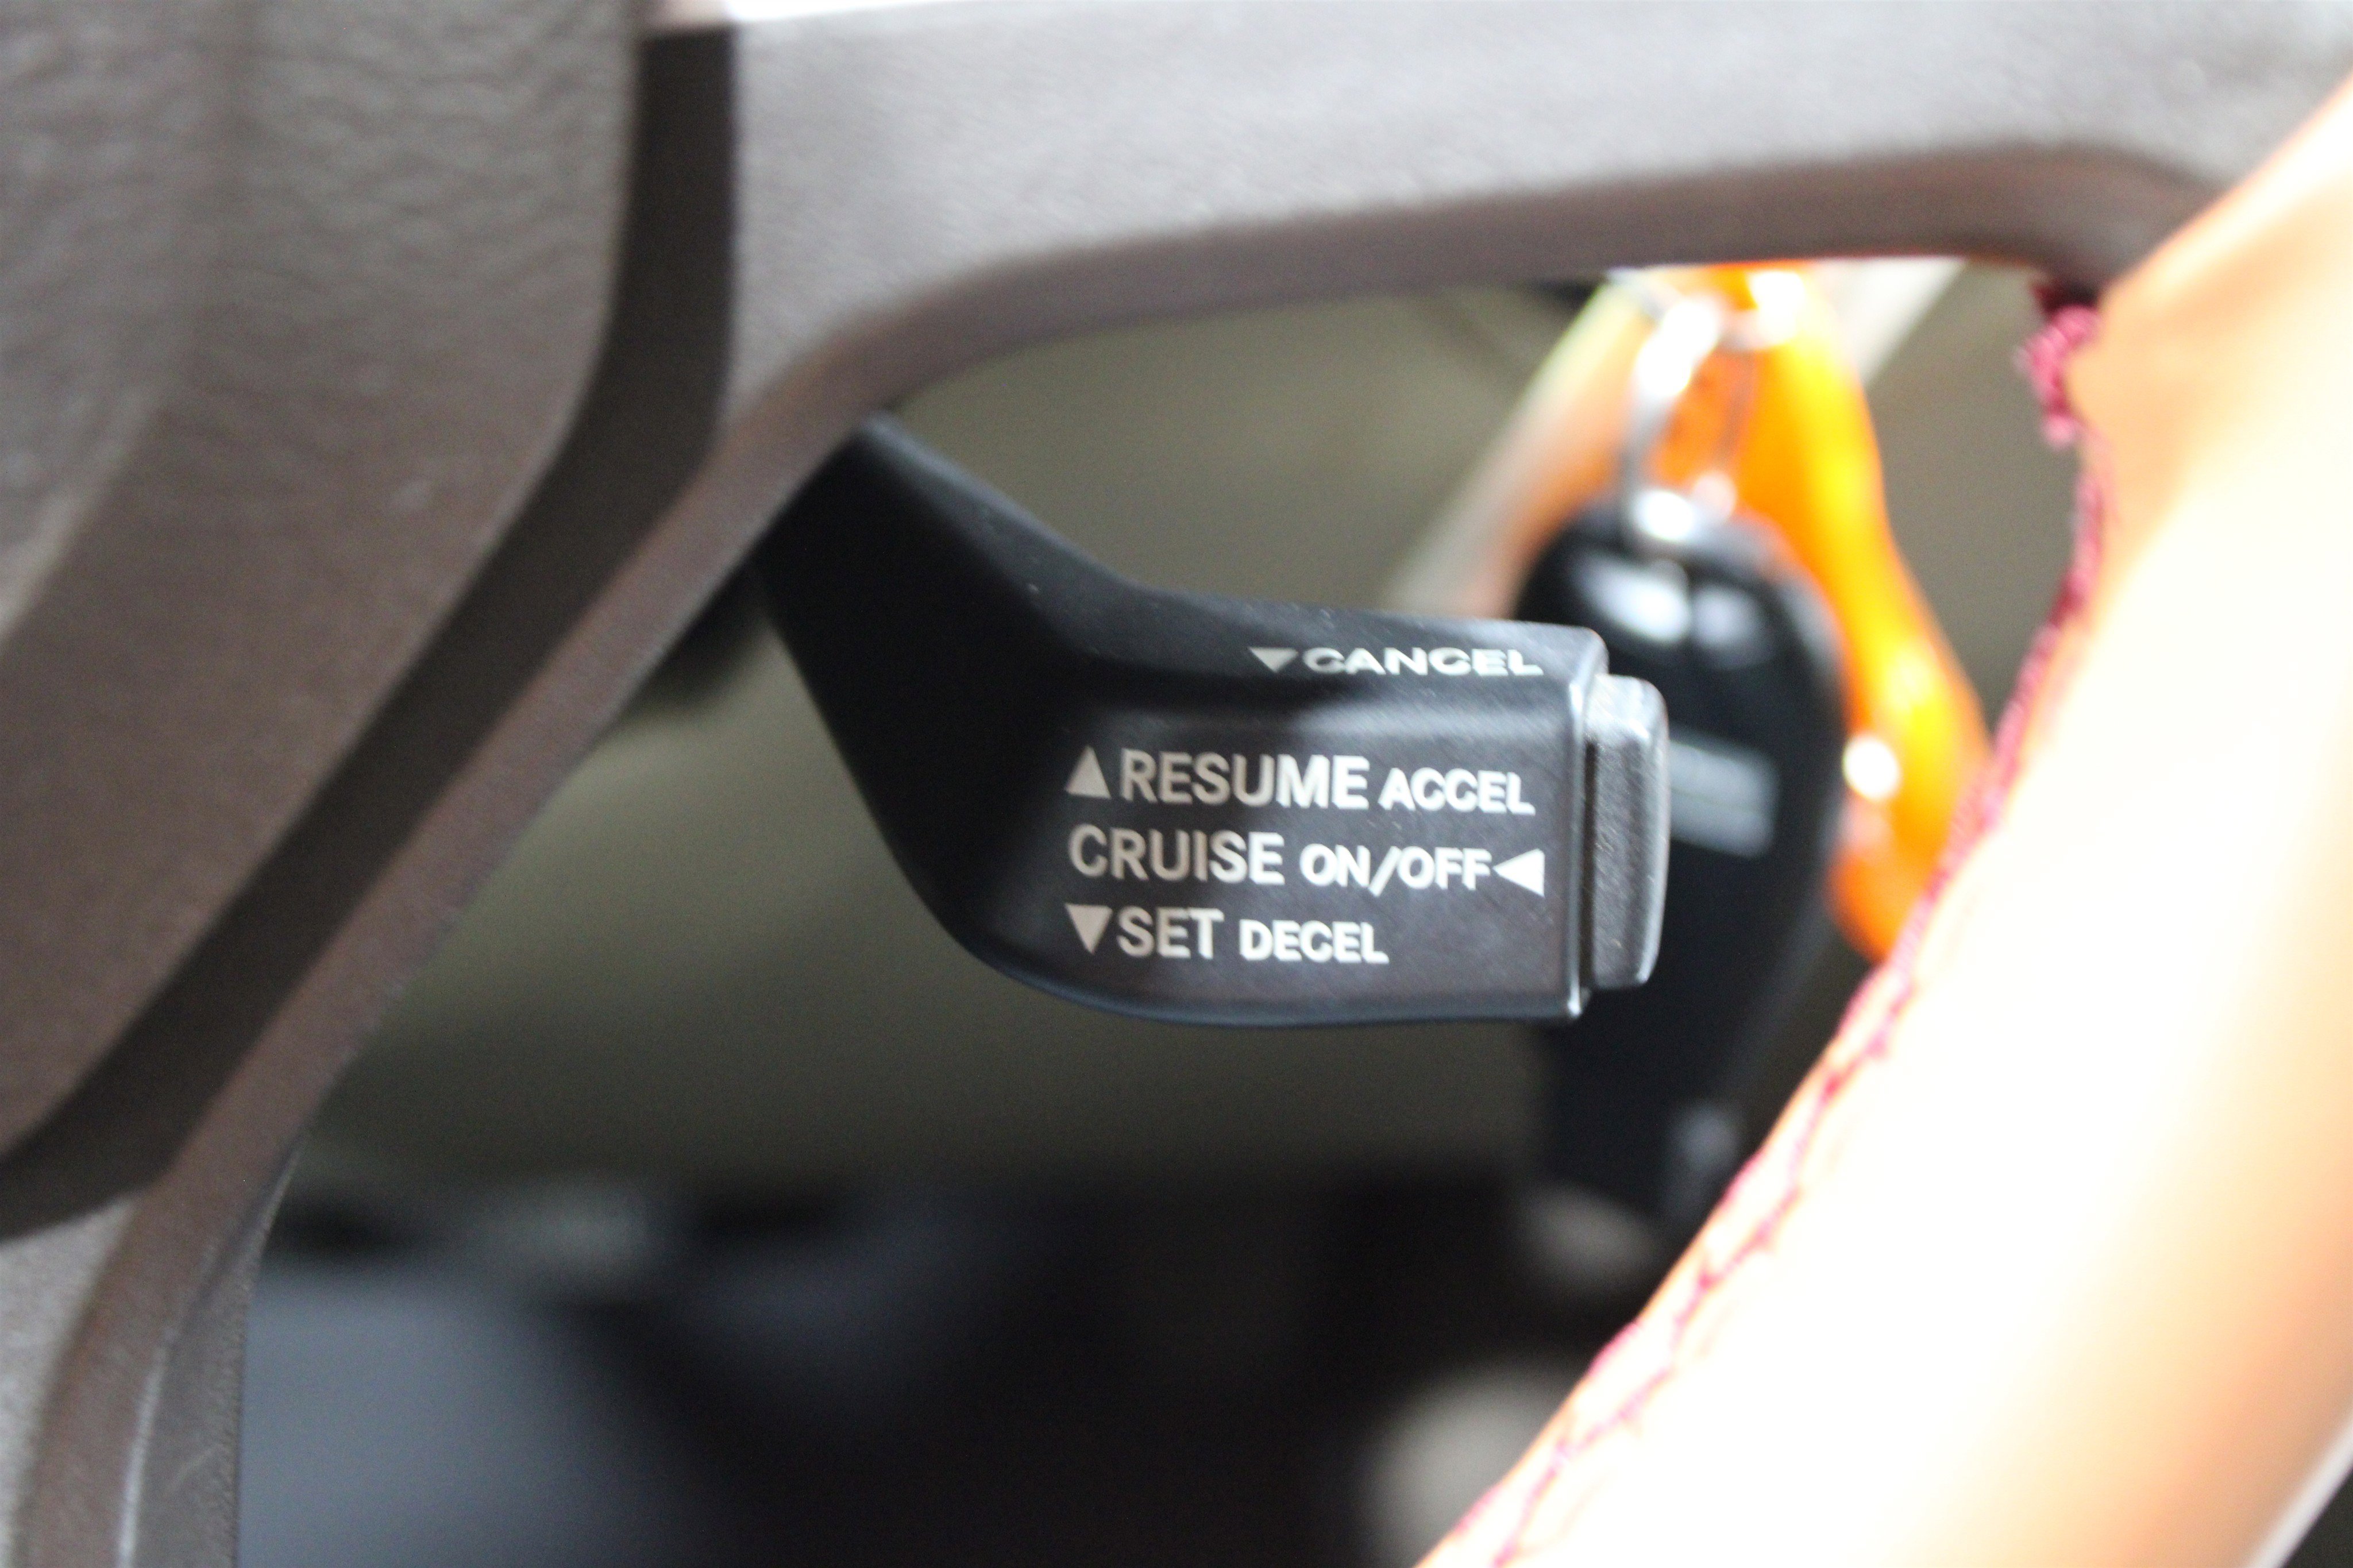 ▼CANCEL
▲RESUME ACCEL
CRUISE ON/OFF◀
▼SET DECEL